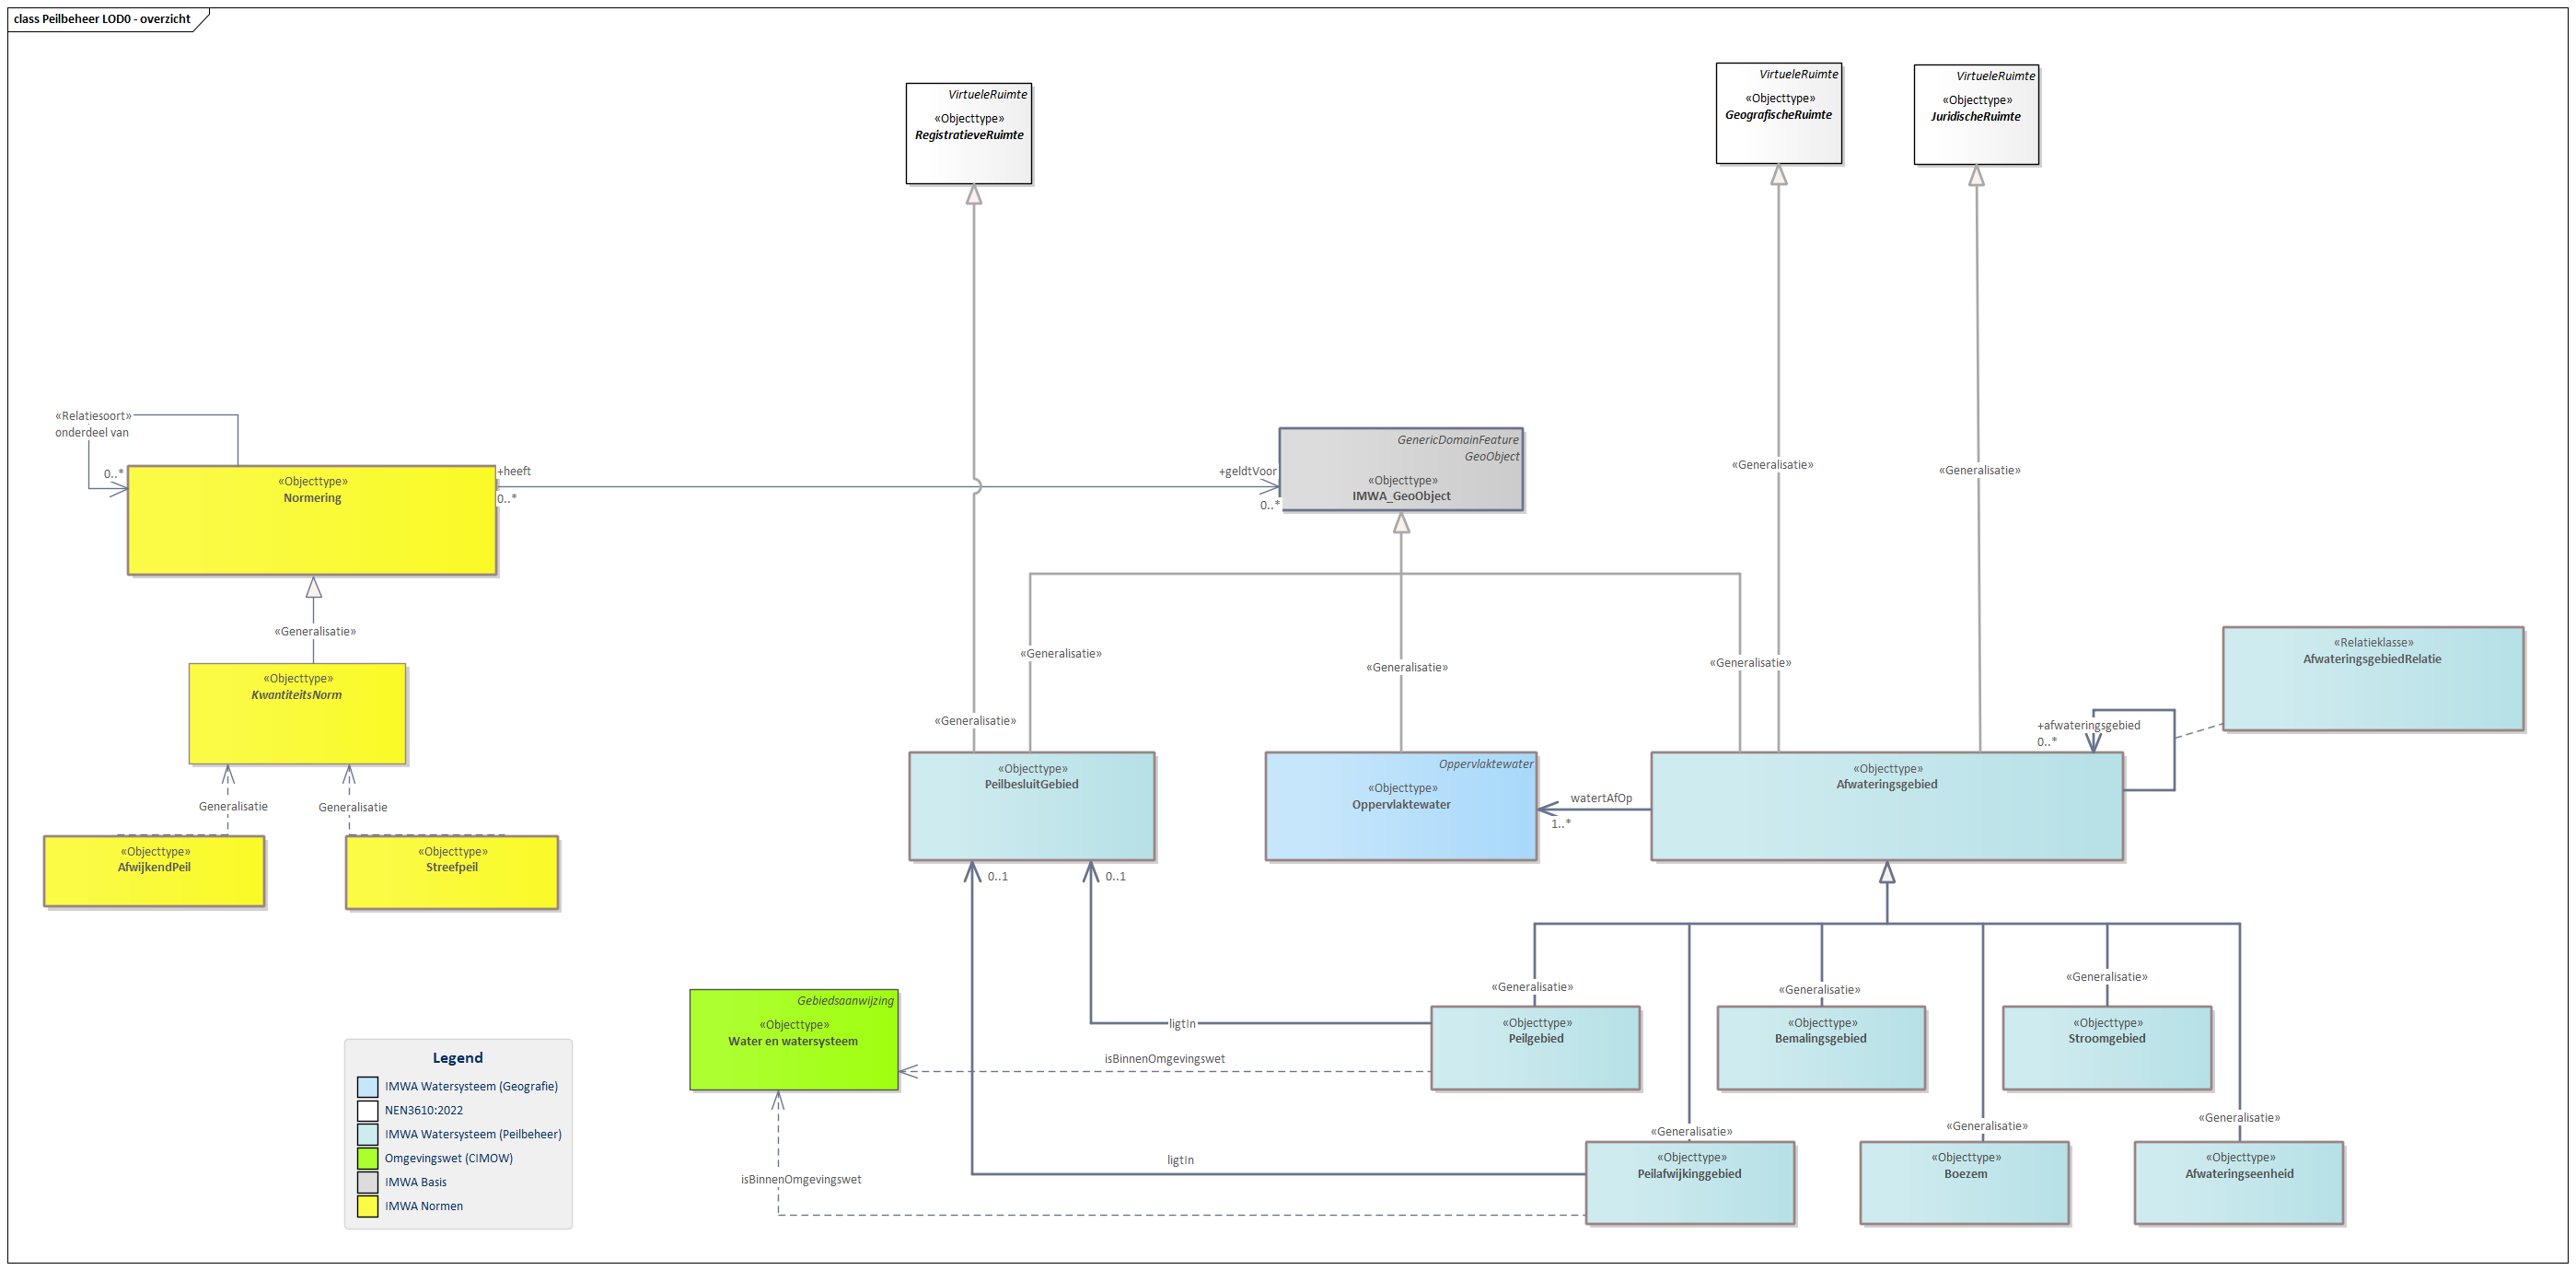 class Peilbeheer LOD0 - overzicht
VirtueleRuimte
«Objecttype»
RegistratieveRuimte
VirtueleRuimte
«Objecttype»
GeografischeRuimte
VirtueleRuimte
«Objecttype»
JuridischeRuimte
«Relatiesoort»
onderdeel van
0..*
«Objecttype»
Normering
+heeft
0..*
+geldtVoor
0..*
GenericDomainFeature
GeoObject
«Objecttype»
IMWA_GeoObject
«Generalisatie»
«Generalisatie»
«Generalisatie»
«Objecttype»
KwantiteitsNorm
Generalisatie
Generalisatie
«Objecttype»
AfwijkendPeil
«Objecttype»
Streefpeil
«Generalisatie»
«Generalisatie»
«Generalisatie»
«Generalisatie»
«Relatieklasse»
AfwateringsgebiedRelatie
«Objecttype»
PeilbesluitGebied
Oppervlaktewater
«Objecttype»
Oppervlaktewater
watertAfOp
1..*
«Objecttype»
Afwateringsgebied
+afwateringsgebied
0..*
0..1
0..1
«Generalisatie»
«Generalisatie»
«Generalisatie»
Gebiedsaanwijzing
«Objecttype»
Water en watersysteem
ligtIn
«Objecttype»
Peilgebied
«Objecttype»
Bemalingsgebied
«Objecttype»
Stroomgebied
isBinnenOmgevingswet
«Generalisatie»
«Generalisatie»
«Generalisatie»
ligtIn
isBinnenOmgevingswet
«Objecttype»
Peilafwijkinggebied
«Objecttype»
Boezem
«Objecttype»
Afwateringseenheid
Legend
IMWA Watersysteem (Geografie)
NEN3610:2022
IMWA Watersysteem (Peilbeheer)
Omgevingswet (CIMOW)
IMWA Basis
IMWA Normen